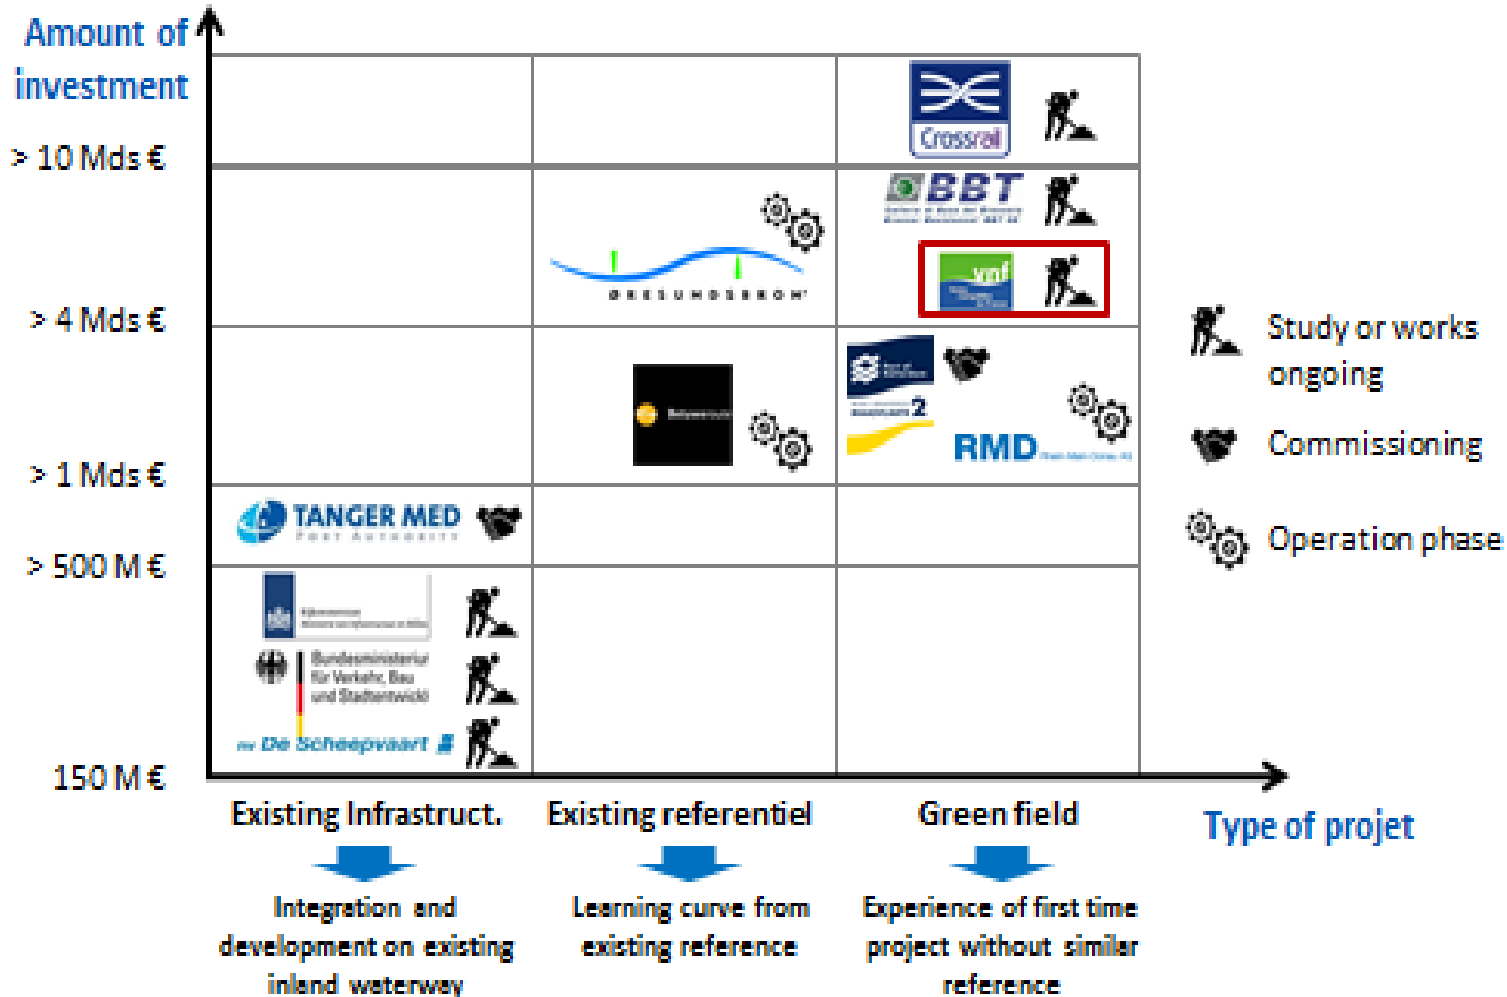 Amount of
investment
> 10 Mds €
> 4 Mds €
> 1 Mds €
> 500 M €
150 M €
Crossrail
BBT
ØRESUNDSBRON
vnf
2
RMD
TANGER MED
PORT AUTHORITY
Bundesministeriur
für Verkehr, Bau
und Stadtentwickl
De Scheepvaart
Study or works
ongoing
Commissioning
Operation phase
Existing Infrastruct.
Existing referentiel
Green field
Type of projet
Integration and
development on existing
inland waterway
Learning curve from
existing reference
Experience of first time
project without similar
reference